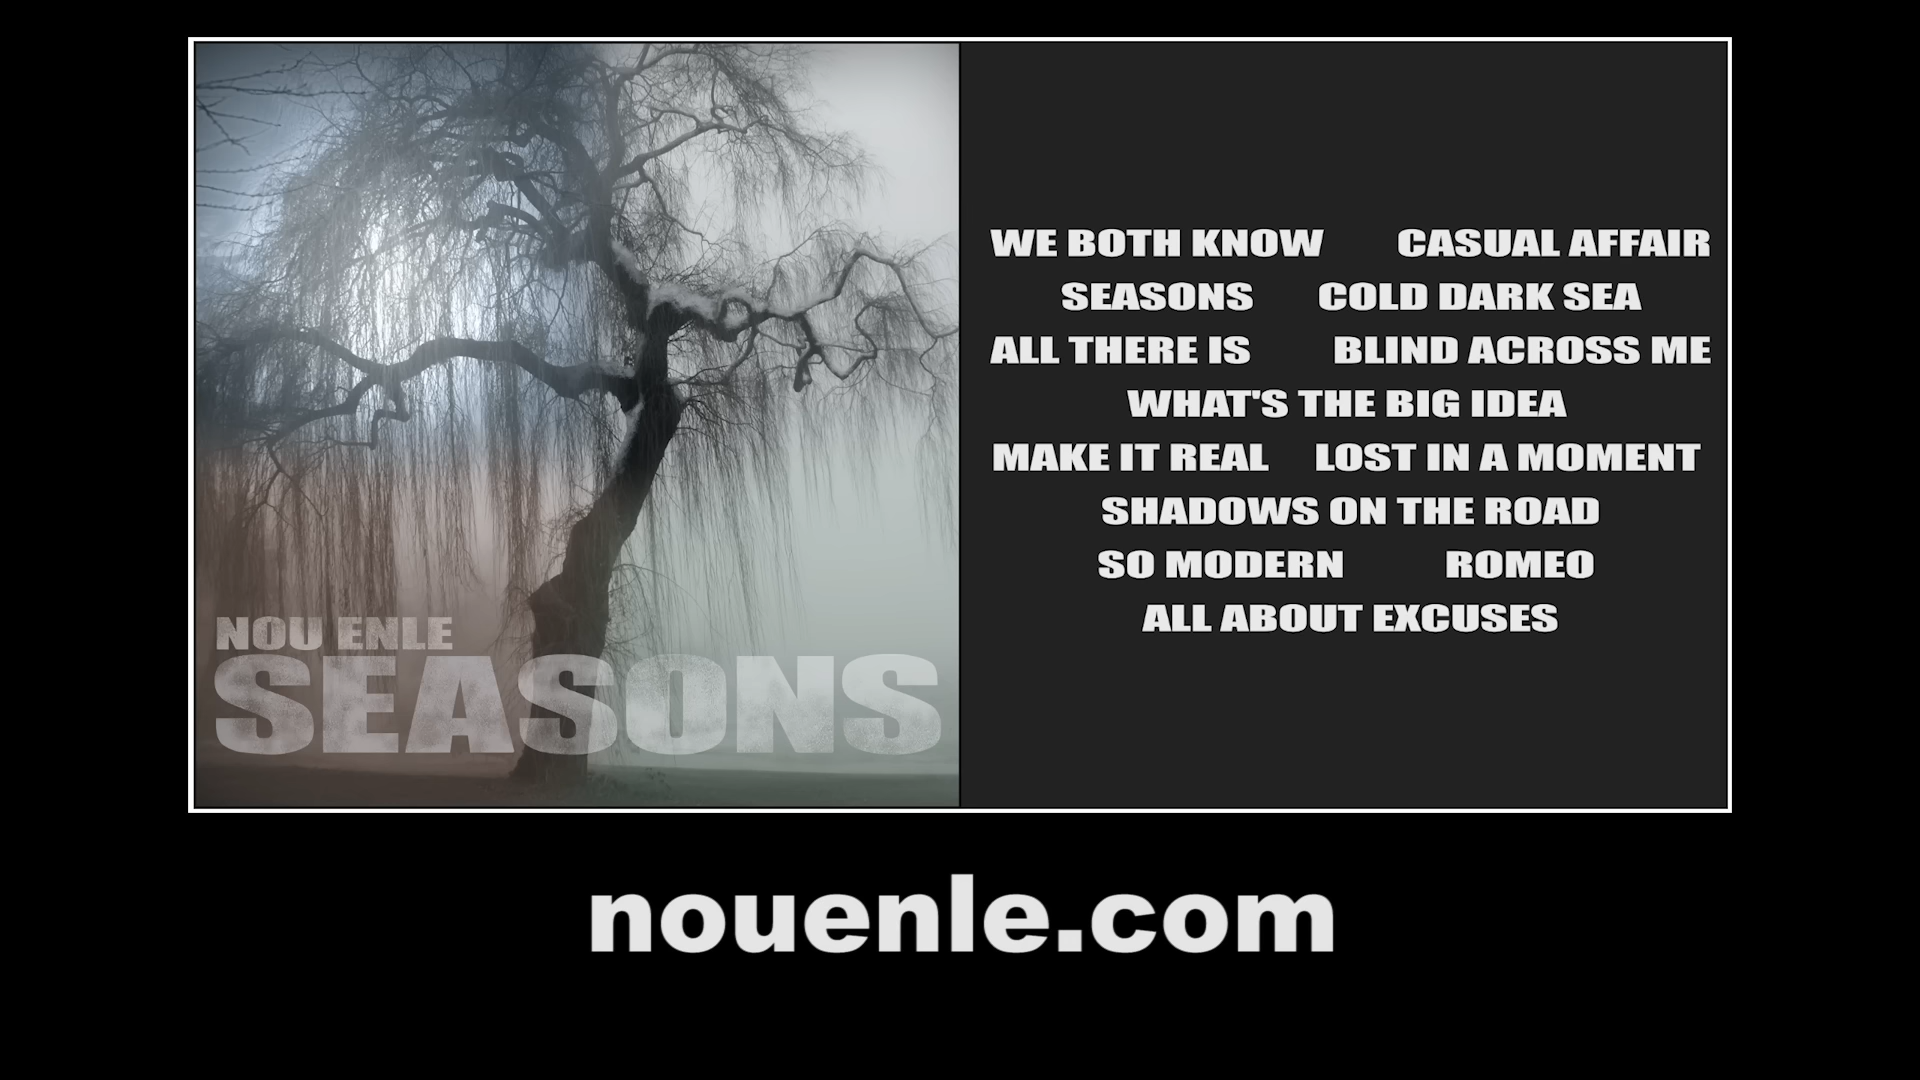 NOU ENLE
SEASONS
WE BOTH KNOW CASUAL AFFAIR
SEASONS COLD DARK SEA
ALL THERE IS BLIND ACROSS ME
WHAT'S THE BIG IDEA
MAKE IT REAL LOST IN A MOMENT
SHADOWS ON THE ROAD
SO MODERN ROMEO
ALL ABOUT EXCUSES
nouenle.com